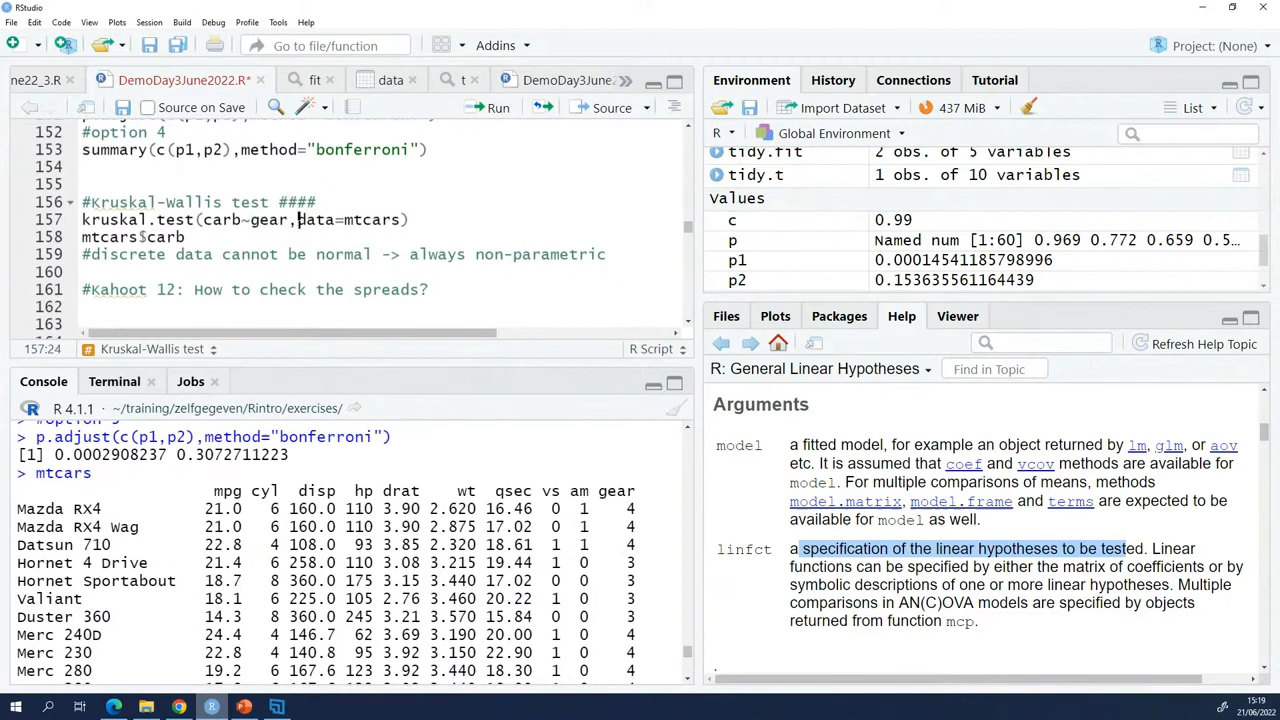 RStudio
File Edit Code View Plots Session Build Debug Profile Tools Help
Go to file/function
Addins
Project: (None)
ne22_3.R
DemoDay3June2022.R*
fit
data
t
DemoDay3June
Source on Save
Run
Source
152 #option 4
153 summary(c(p1,p2),method="bonferroni")
154
155
156 #Kruskal-Wallis test ####
157 kruskal.test(carb~gear,data=mtcars)
158 mtcars$carb
159 #discrete data cannot be normal -> always non-parametric
160
161 #Kahoot 12: How to check the spreads?
162
163
157:24 Kruskal-Wallis test R Script
Console Terminal Jobs
R 4.1.1 · ~/training/zelfgegeven/Rintro/exercises/
> p.adjust(c(p1,p2),method="bonferroni")
[1] 0.0002908237 0.3072711223
> mtcars
mpg cyl disp hp drat wt qsec vs am gear
Mazda RX4 21.0 6 160.0 110 3.90 2.620 16.46 0 1 4
Mazda RX4 Wag 21.0 6 160.0 110 3.90 2.875 17.02 0 1 4
Datsun 710 22.8 4 108.0 93 3.85 2.320 18.61 1 1 4
Hornet 4 Drive 21.4 6 258.0 110 3.08 3.215 19.44 1 0 3
Hornet Sportabout 18.7 8 360.0 175 3.15 3.440 17.02 0 0 3
Valiant 18.1 6 225.0 105 2.76 3.460 20.22 1 0 3
Duster 360 14.3 8 360.0 245 3.21 3.570 15.84 0 0 3
Merc 240D 24.4 4 146.7 62 3.69 3.190 20.00 1 0 4
Merc 230 22.8 4 140.8 95 3.92 3.150 22.90 1 0 4
Merc 280 19.2 6 167.6 123 3.92 3.440 18.30 1 0 4
Environment History Connections Tutorial
Import Dataset 437 MiB List
R Global Environment
tidy.fit 2 obs. of 5 variables
tidy.t 1 obs. of 10 variables
Values
c 0.99
p Named num [1:60] 0.969 0.772 0.659 0.5…
p1 0.00014541185798996
p2 0.153635561164439
Files Plots Packages Help Viewer
Refresh Help Topic
R: General Linear Hypotheses Find in Topic
Arguments
model a fitted model, for example an object returned by lm, glm, or aov
etc. It is assumed that coef and vcov methods are available for
model. For multiple comparisons of means, methods
model.matrix, model.frame and terms are expected to be
available for model as well.
linfct a specification of the linear hypotheses to be tested. Linear
functions can be specified by either the matrix of coefficients or by
symbolic descriptions of one or more linear hypotheses. Multiple
comparisons in AN(C)OVA models are specified by objects
returned from function mcp.
15:19
21/06/2022